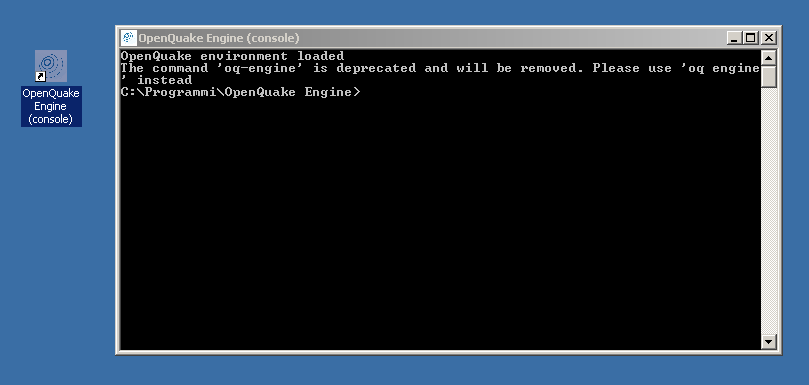 OpenQuake Engine (console)
OpenQuake environment loaded
The command 'oq-engine' is deprecated and will be removed. Please use 'oq engine
' instead
C:\Programmi\OpenQuake Engine>
OpenQuake
Engine
(console)